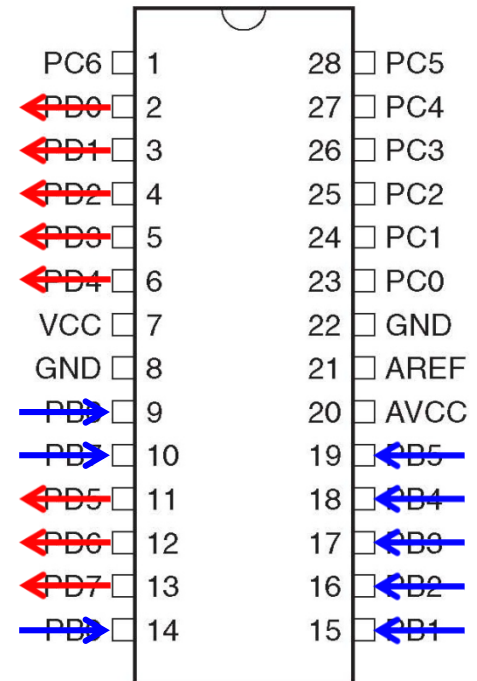 PC6 1 28 PC5
PD0 2 27 PC4
PD1 3 26 PC3
PD2 4 25 PC2
PD3 5 24 PC1
PD4 6 23 PC0
VCC 7 22 GND
GND 8 21 AREF
PB6 9 20 AVCC
PB7 10 19 PB5
PD5 11 18 PB4
PD6 12 17 PB3
PD7 13 16 PB2
PB0 14 15 PB1